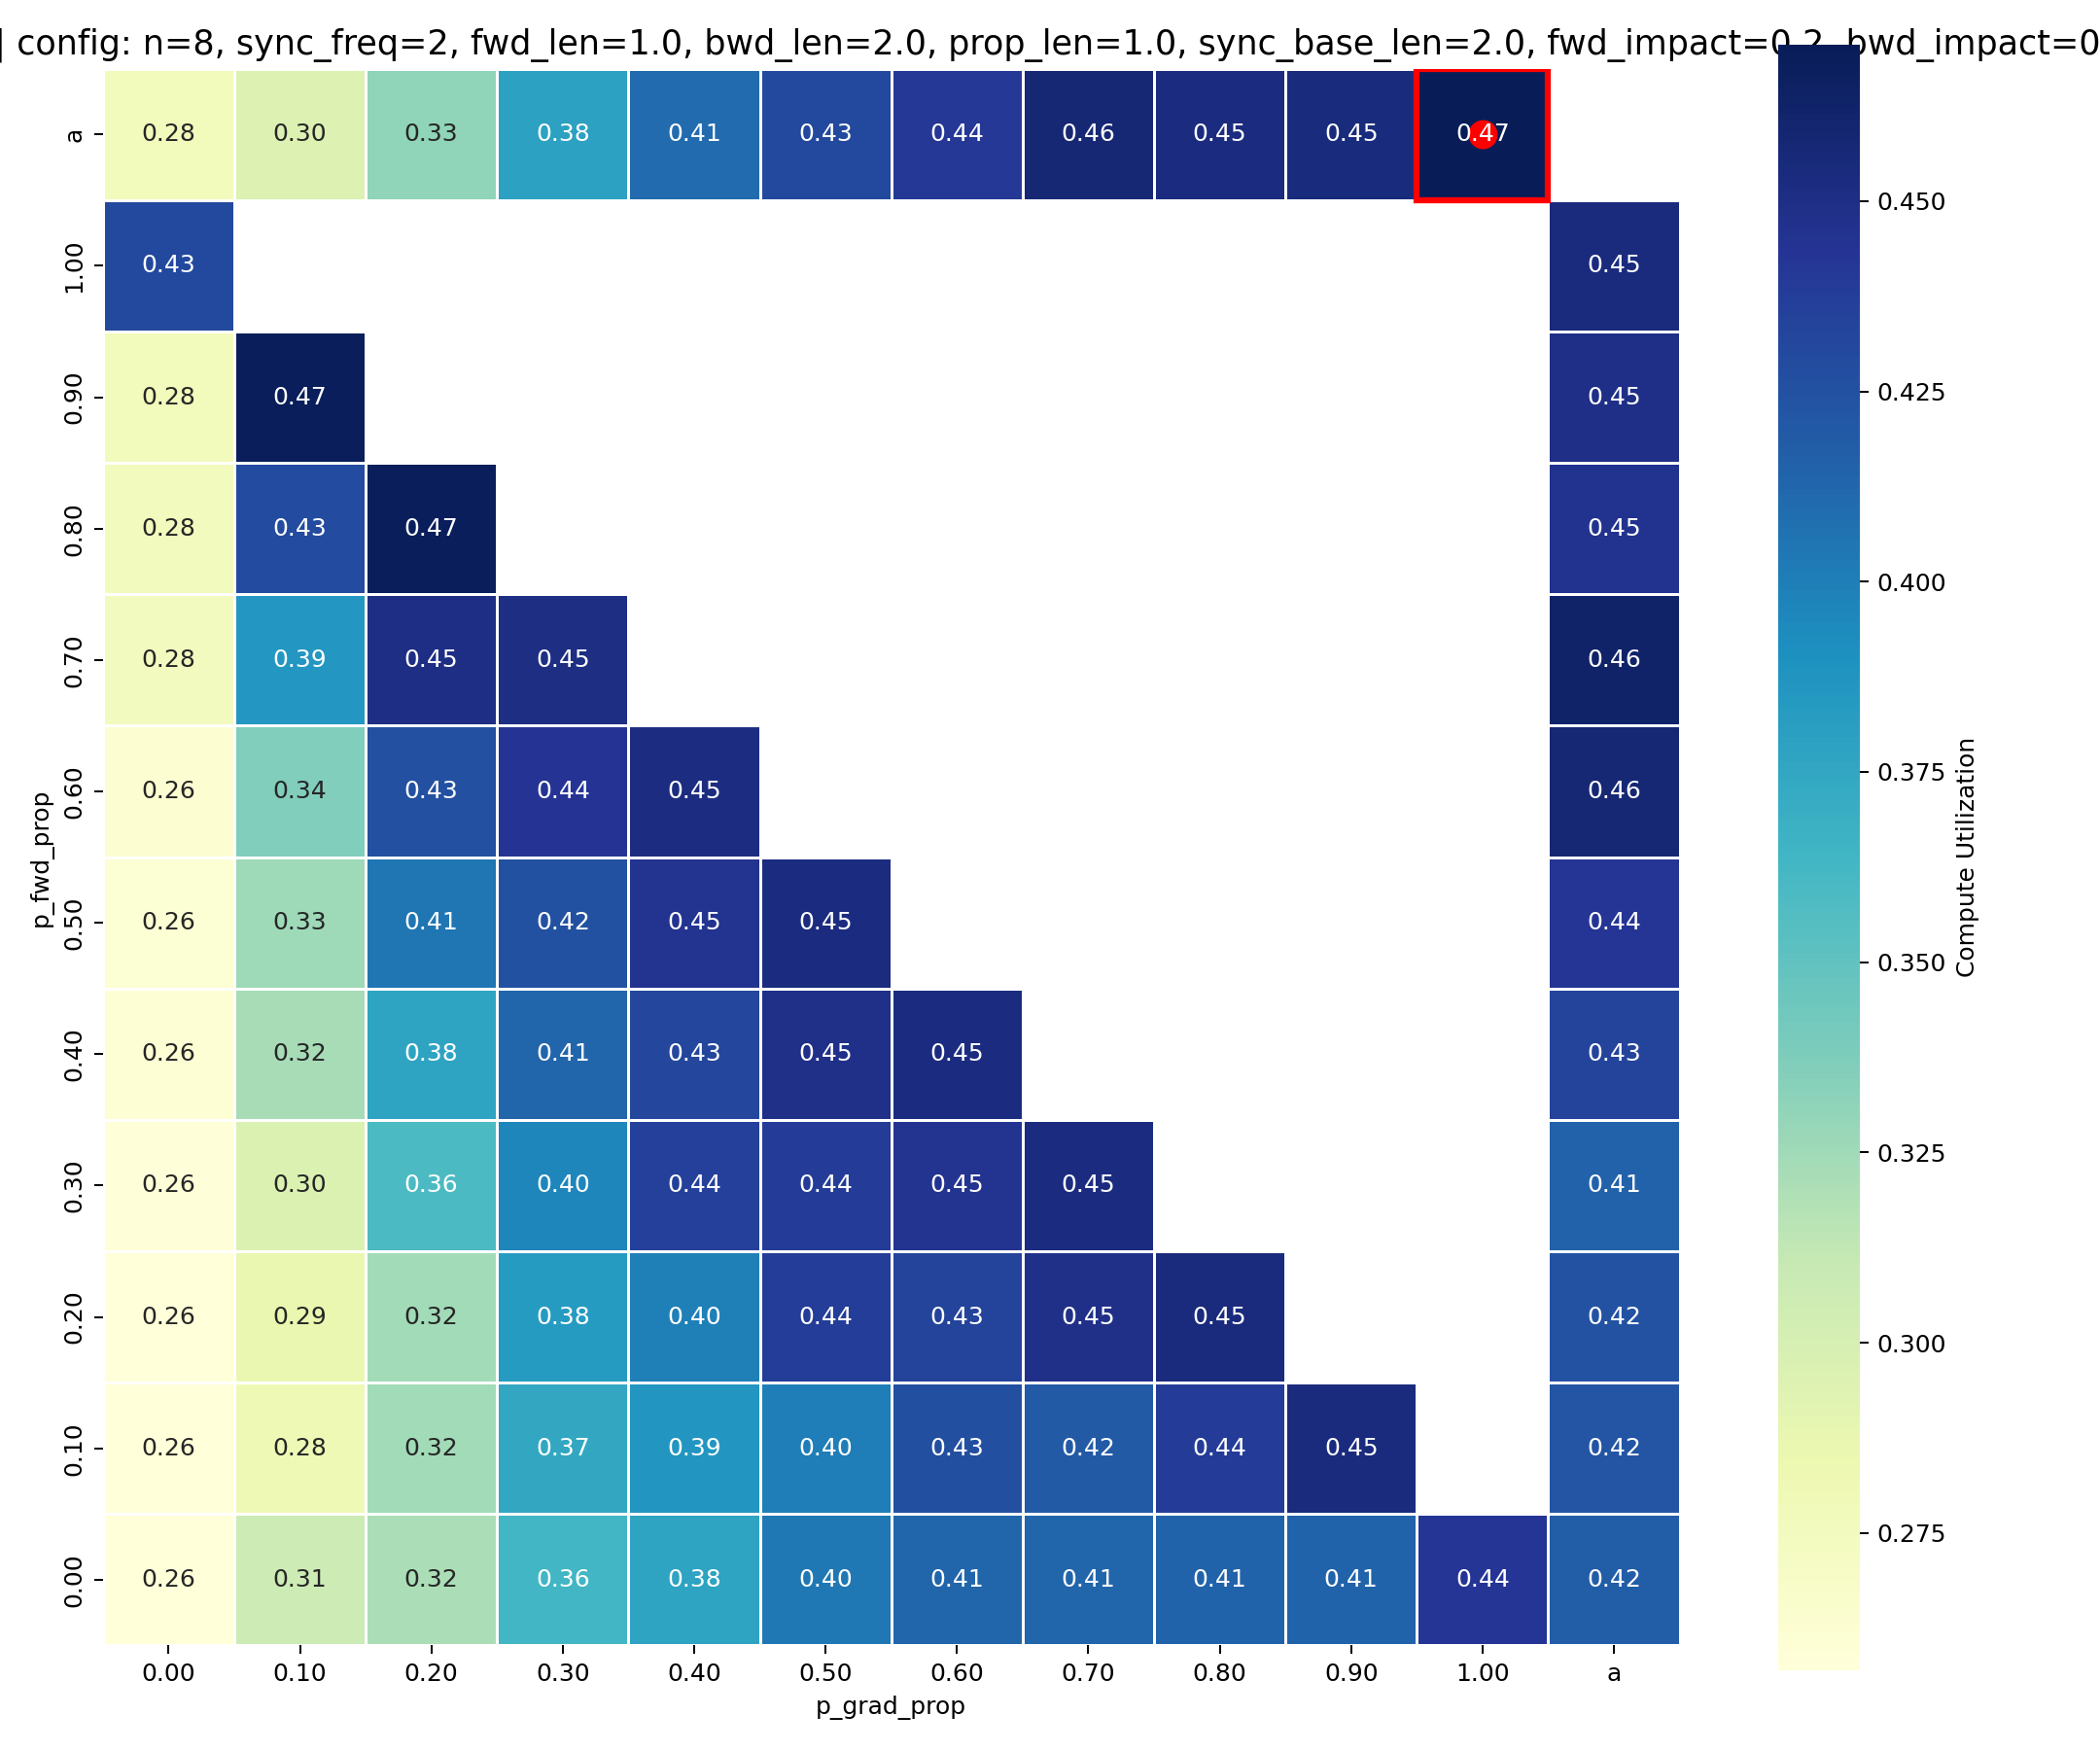 config: n=8, sync_freq=2, fwd_len=1.0, bwd_len=2.0, prop_len=1.0, sync_base_len=2.0, fwd_impact=0.2, bwd_impact=0
a 0.28 0.30 0.33 0.38 0.41 0.43 0.44 0.46 0.45 0.45 0.47
1.00 0.43 0.45
0.90 0.28 0.47 0.45
0.80 0.28 0.43 0.47 0.45
0.70 0.28 0.39 0.45 0.45 0.46
0.60 0.26 0.34 0.43 0.44 0.45 0.46
0.50 0.26 0.33 0.41 0.42 0.45 0.45 0.44
0.40 0.26 0.32 0.38 0.41 0.43 0.45 0.45 0.43
0.30 0.26 0.30 0.36 0.40 0.44 0.44 0.45 0.45 0.41
0.20 0.26 0.29 0.32 0.38 0.40 0.44 0.43 0.45 0.45 0.42
0.10 0.26 0.28 0.32 0.37 0.39 0.40 0.43 0.42 0.44 0.45 0.42
0.00 0.26 0.31 0.32 0.36 0.38 0.40 0.41 0.41 0.41 0.41 0.44 0.42
0.00 0.10 0.20 0.30 0.40 0.50 0.60 0.70 0.80 0.90 1.00 a
p_grad_prop
p_fwd_prop
0.450
0.425
0.400
0.375
0.350
0.325
0.300
0.275
Compute Utilization